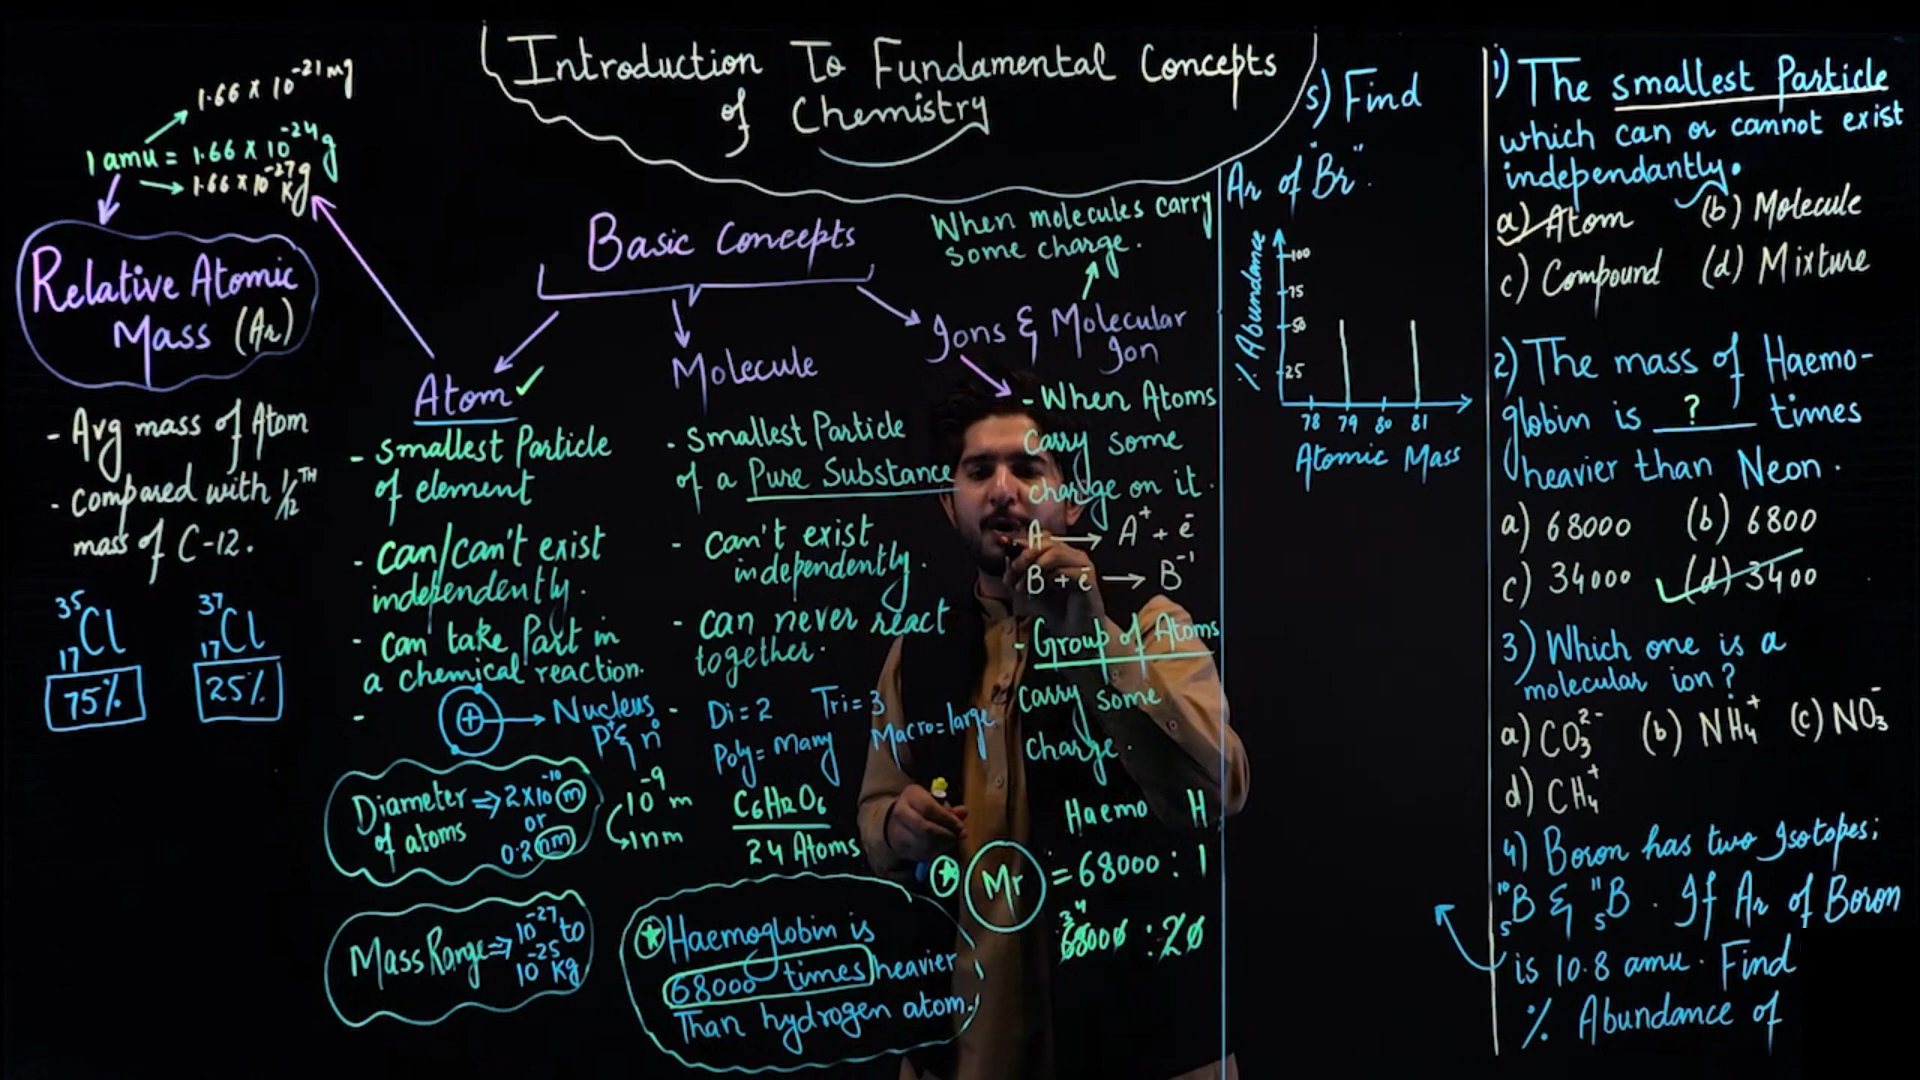 Introduction To Fundamental Concepts
of Chemistry
1.66 x 10^-21 mg
1 amu = 1.66 x 10^-24 g
1.66 x 10^-27 Kg
Relative Atomic
Mass (Ar)
- Avg mass of Atom
- compared with 1/12TH
mass of C-12.
35 17 Cl 37 17 Cl
75% 25%
Basic Concepts
Atom ✓
- smallest Particle
of element
- can/can't exist
independently.
- can take Part in
a chemical reaction.
- (+) → Nucleus
P+ & n°
Diameter ⇒ 2x10^-10 (m)
of atoms or
0.2 (nm)
10^-9 m
1nm
Mass Range ⇒ 10^-27 to
10^-25 Kg
Molecule
- smallest Particle
of a Pure Substance
- can't exist
independently.
- can never react
together.
- Di = 2 Tri = 3
Poly = Many Macro = large
C6H12O6
24 Atoms
★ Haemoglobin is
68000 times heavier
Than hydrogen atom.
When molecules carry
some charge.
Ions & Molecular
Ion
- When Atoms
carry some
charge on it.
A → A+ + e-
B + e- → B^-1
- Group of Atoms
carry some
charge.
Haemo H
★ Mr = 68000 : 1
34
68000 : 20
5) Find
Ar of "Br".
% Abundance
100
75
50
25
78 79 80 81
Atomic Mass
1) The smallest Particle
which can or cannot exist
independantly.
a) Atom (b) Molecule
c) Compound (d) Mixture
2) The mass of Haemo-
globin is ? times
heavier than Neon.
a) 68000 (b) 6800
c) 34000 (d) 3400
3) Which one is a
molecular ion?
a) CO3^2- (b) NH4+ (c) NO3-
d) CH4+
4) Boron has two Isotopes;
10 5 B & 11 5 B. If Ar of Boron
is 10.8 amu. Find
% Abundance of